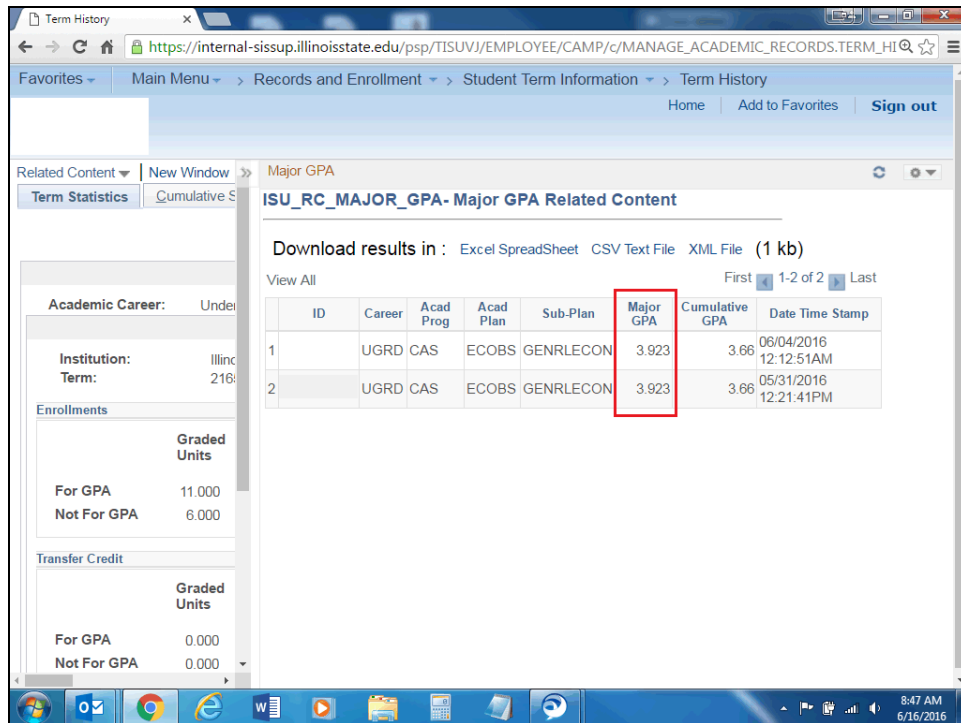 Term History
https://internal-sissup.illinoisstate.edu/psp/TISUVJ/EMPLOYEE/CAMP/c/MANAGE_ACADEMIC_RECORDS.TERM_HI
Favorites Main Menu > Records and Enrollment > Student Term Information > Term History
Home Add to Favorites Sign out
Related Content New Window Major GPA
Term Statistics Cumulative S
ISU_RC_MAJOR_GPA- Major GPA Related Content
Download results in : Excel SpreadSheet CSV Text File XML File (1 kb)
View All First 1-2 of 2 Last
ID Career Acad Prog Acad Plan Sub-Plan Major GPA Cumulative GPA Date Time Stamp
1 UGRD CAS ECOBS GENRLECON 3.923 3.66 06/04/2016 12:12:51AM
2 UGRD CAS ECOBS GENRLECON 3.923 3.66 05/31/2016 12:21:41PM
Academic Career: Under
Institution: Illinc
Term: 216
Enrollments
Graded Units
For GPA 11.000
Not For GPA 6.000
Transfer Credit
Graded Units
For GPA 0.000
Not For GPA 0.000
8:47 AM
6/16/2016